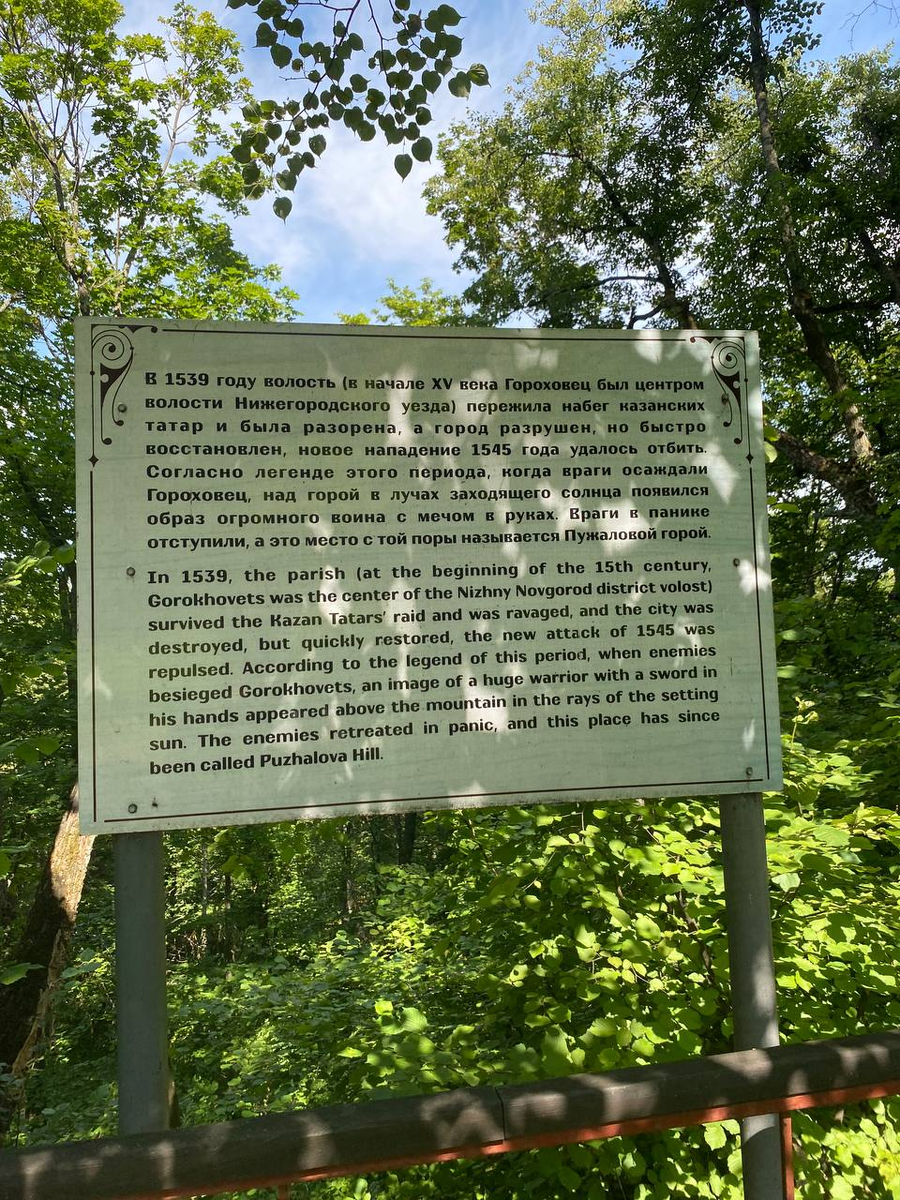 В 1539 году волость (в начале XV века Гороховец был центром
волости Нижегородского уезда) пережила набег казанских
татар и была разорена, а город разрушен, но быстро
восстановлен, новое нападение 1545 года удалось отбить.
Согласно легенде этого периода, когда враги осаждали
Гороховец, над горой в лучах заходящего солнца появился
образ огромного воина с мечом в руках. Враги в панике
отступили, а это место с той поры называется Пужаловой горой.
In 1539, the parish (at the beginning of the 15th century,
Gorokhovets was the center of the Nizhny Novgorod district volost)
survived the Kazan Tatars' raid and was ravaged, and the city was
destroyed, but quickly restored, the new attack of 1545 was
repulsed. According to the legend of this period, when enemies
besieged Gorokhovets, an image of a huge warrior with a sword in
his hands appeared above the mountain in the rays of the setting
sun. The enemies retreated in panic, and this place has since
been called Puzhalova Hill.